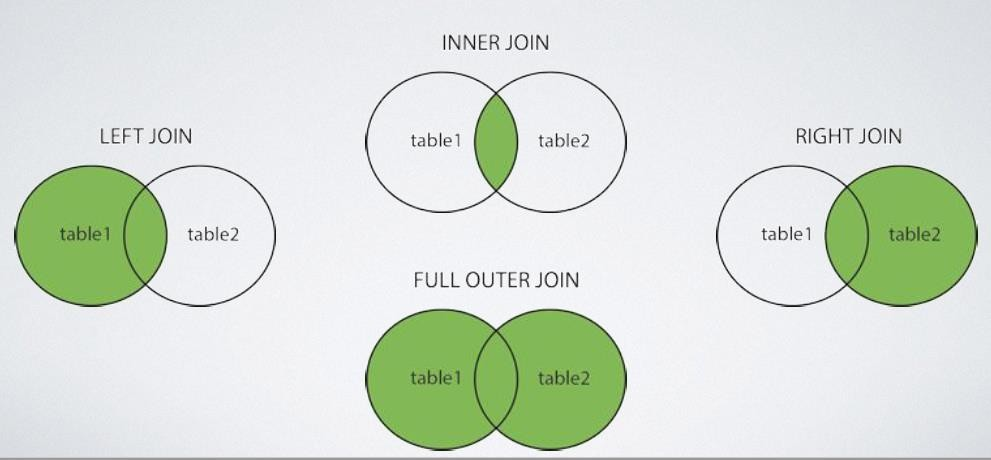 INNER JOIN
table1 table2
LEFT JOIN
table1 table2
RIGHT JOIN
table1 table2
FULL OUTER JOIN
table1 table2